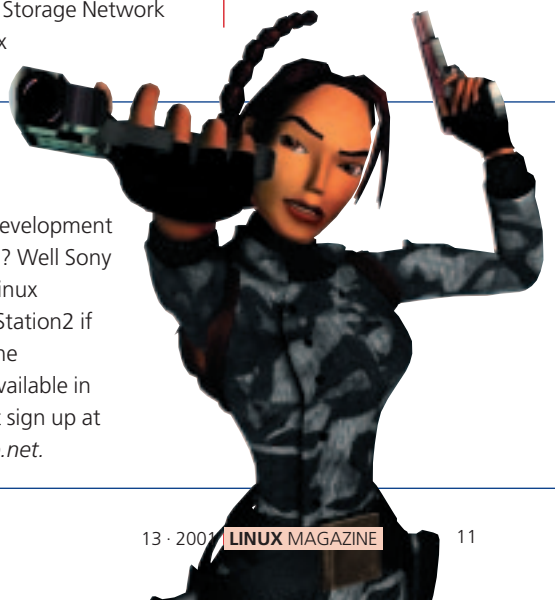 Storage Network
x
evelopment
? Well Sony
inux
Station2 if
ne
vailable in
t sign up at
.net.
13 · 2001 LINUX MAGAZINE 11